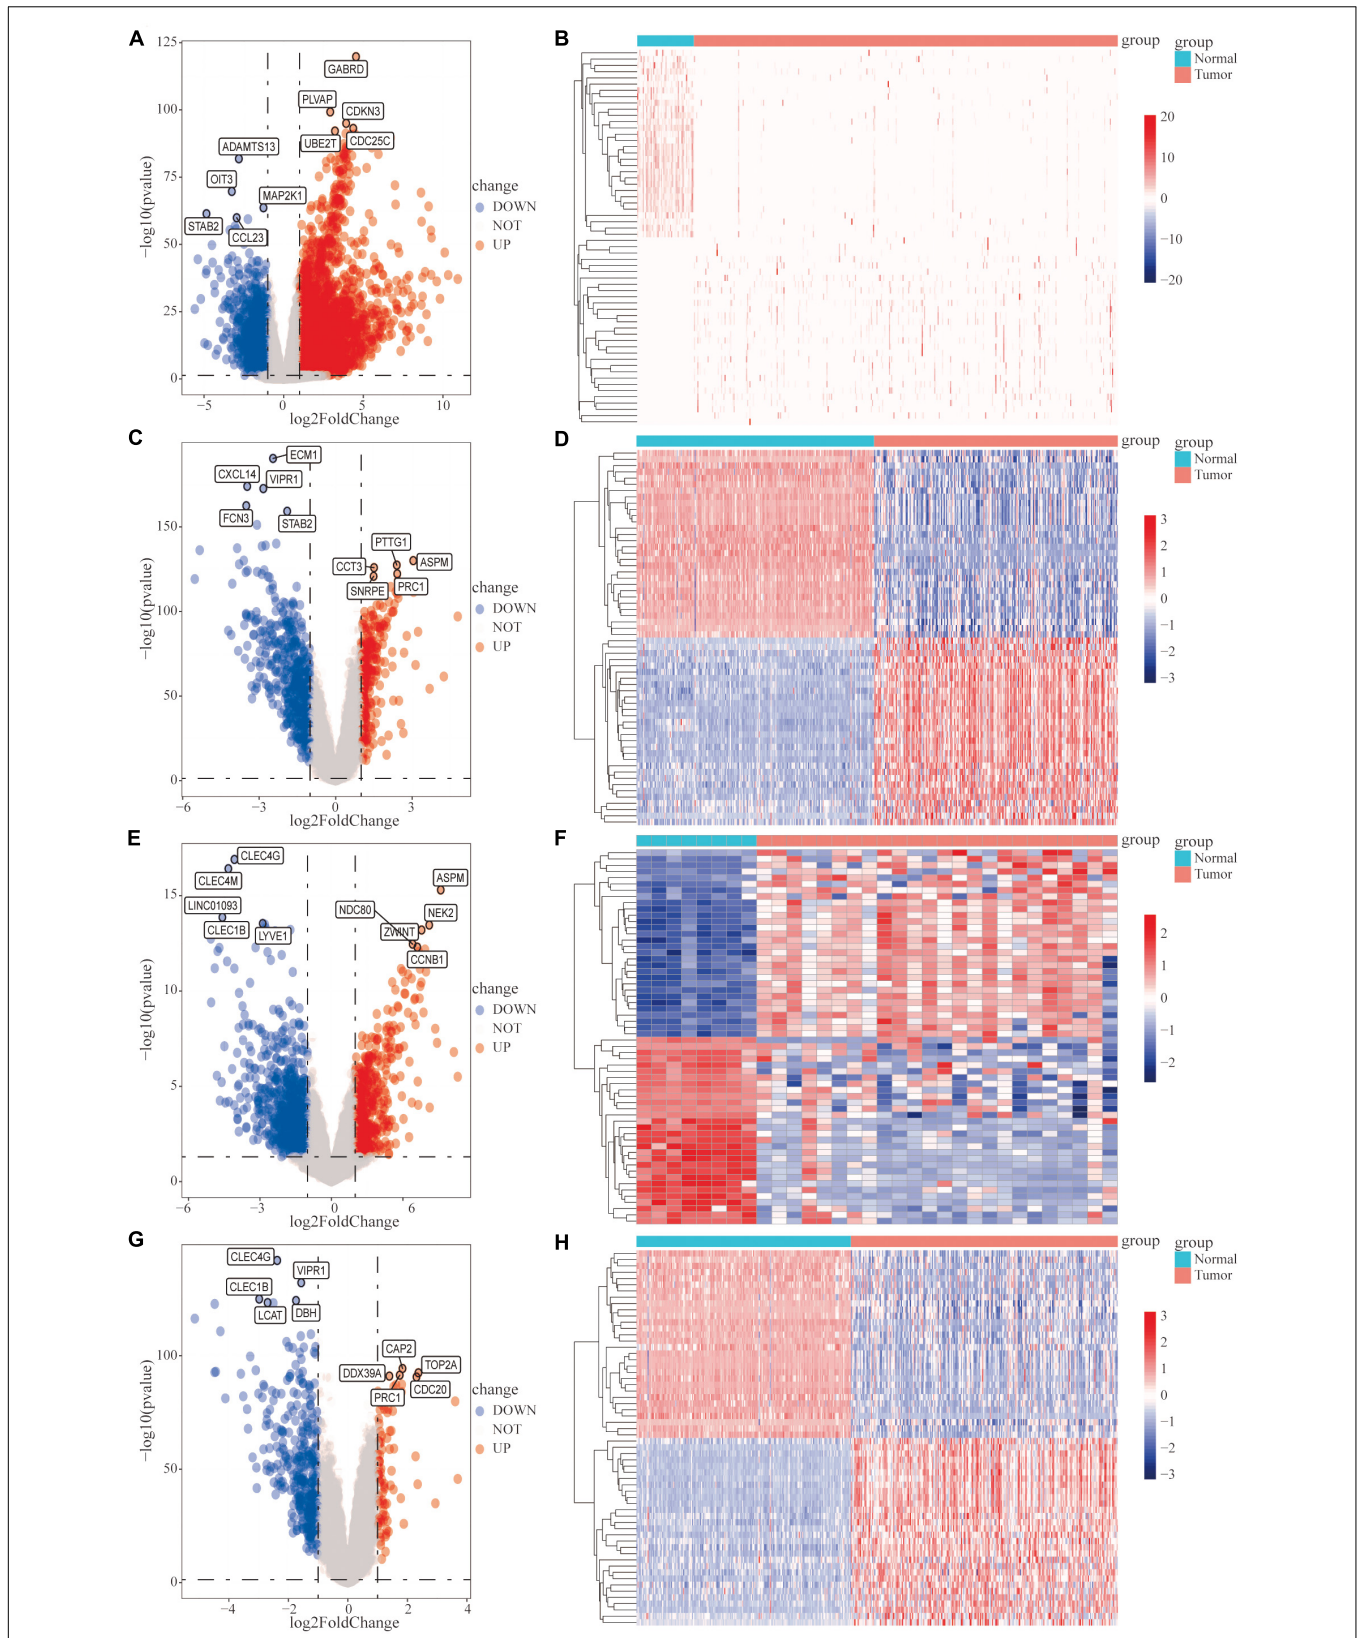 A
125
100
75
50
25
0
−log10(pvalue)
GABRD
PLVAP
CDKN3
UBE2T
CDC25C
ADAMTS13
OIT3
MAP2K1
STAB2
CCL23
change
DOWN
NOT
UP
−5
0
5
10
log2FoldChange
B
group
group
Normal
Tumor
20
10
0
−10
−20
C
150
100
50
0
−log10(pvalue)
ECM1
CXCL14
VIPR1
FCN3
STAB2
PTTG1
CCT3
ASPM
SNRPE
PRC1
change
DOWN
NOT
UP
−6
−3
0
3
log2FoldChange
D
group
group
Normal
Tumor
3
2
1
0
−1
−2
−3
E
15
10
5
0
−log10(pvalue)
CLEC4G
CLEC4M
LINC01093
CLEC1B
LYVE1
ASPM
NDC80
NEK2
ZWINT
CCNB1
change
DOWN
NOT
UP
−6
−3
0
6
log2FoldChange
F
group
group
Normal
Tumor
2
1
0
−1
−2
G
100
50
0
−log10(pvalue)
CLEC4G
VIPR1
CLEC1B
LCAT
DBH
CAP2
DDX39A
TOP2A
PRC1
CDC20
change
DOWN
NOT
UP
−4
−2
0
2
4
log2FoldChange
H
group
group
Normal
Tumor
3
2
1
0
−1
−2
−3